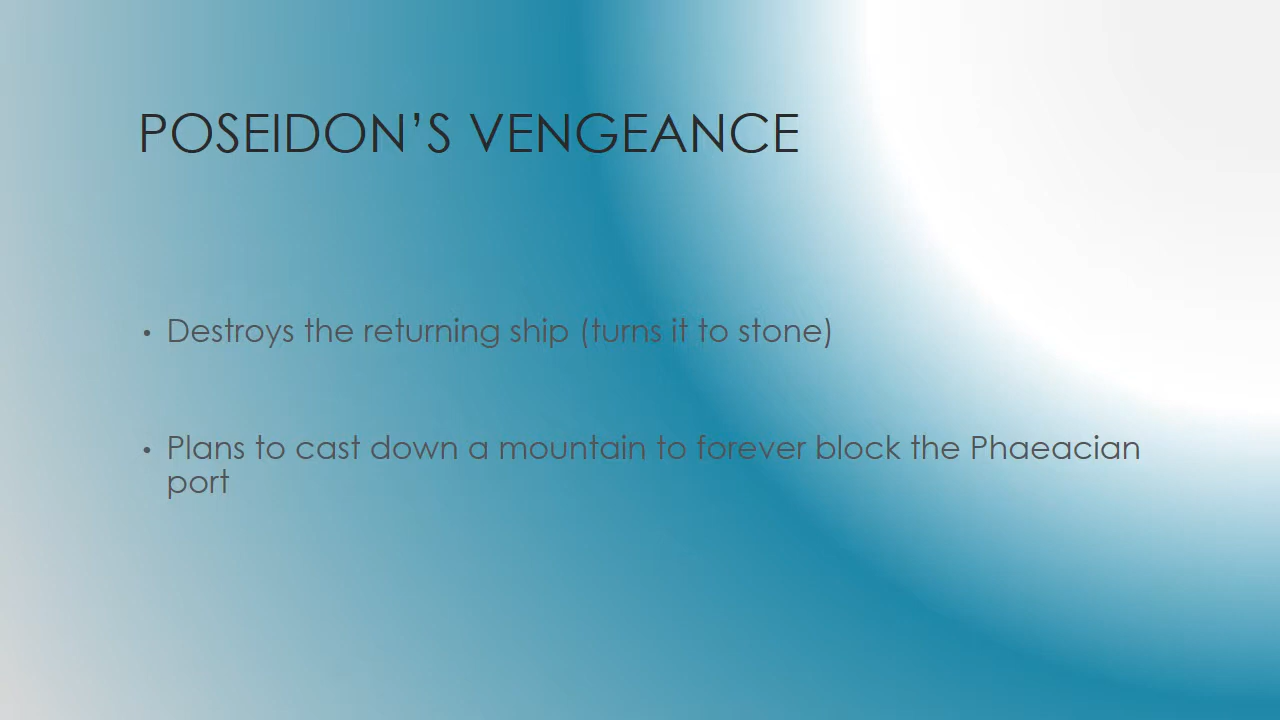 POSEIDON’S VENGEANCE
• Destroys the returning ship (turns it to stone)
• Plans to cast down a mountain to forever block the Phaeacian
port